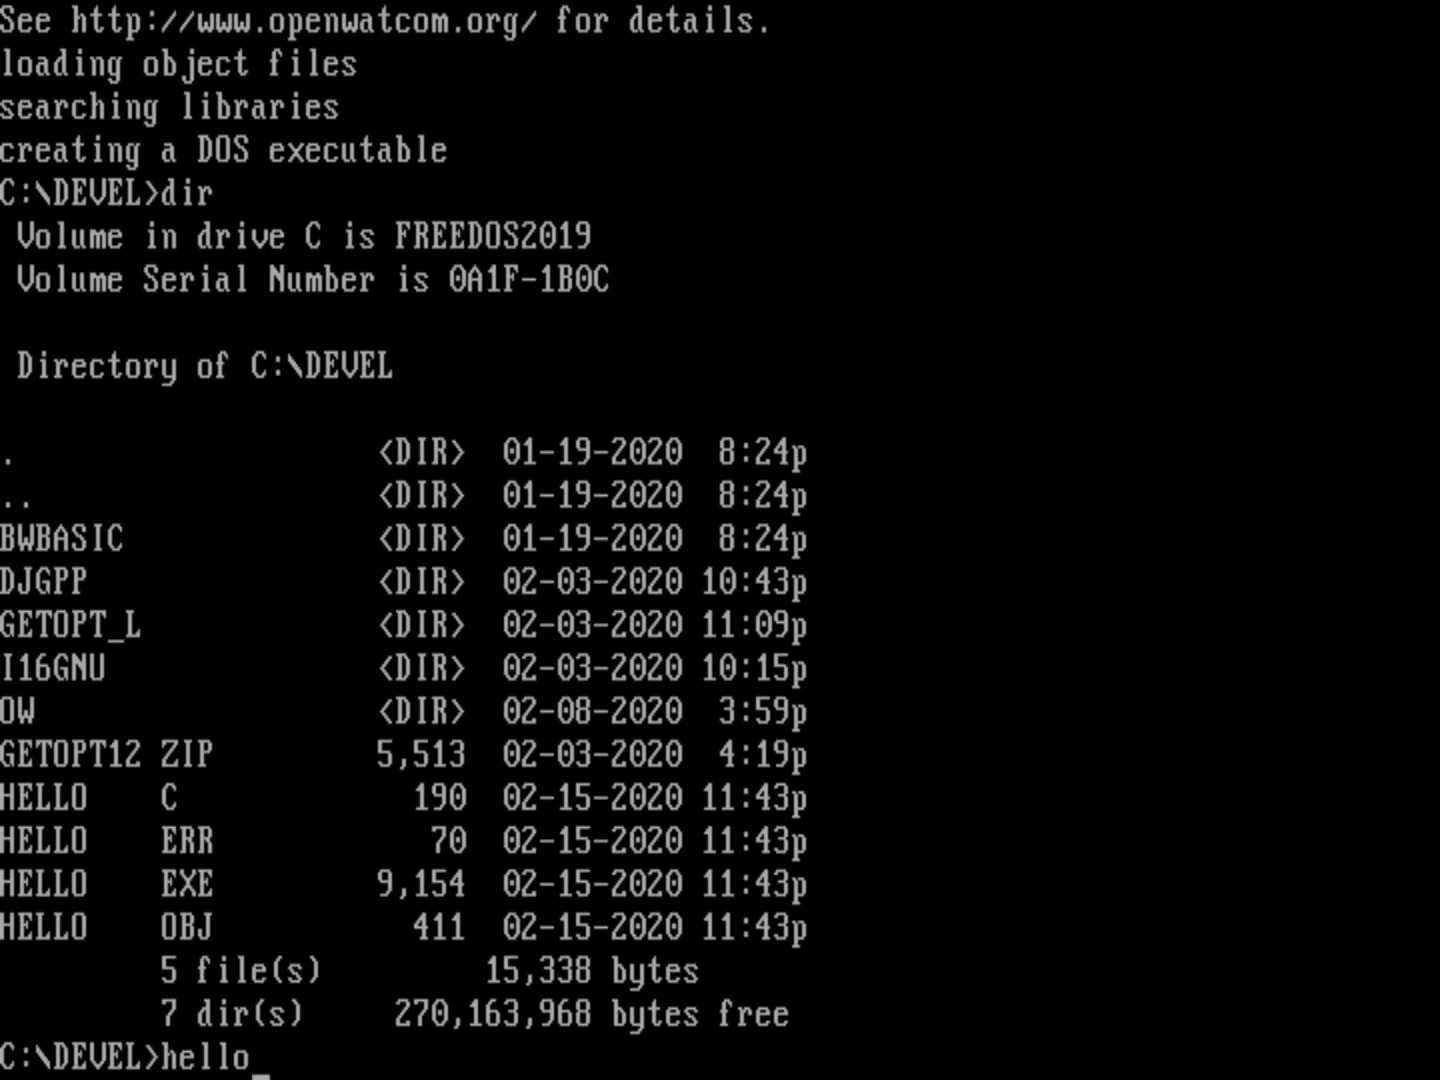 See http://www.openwatcom.org/ for details.
loading object files
searching libraries
creating a DOS executable
C:\DEVEL>dir
 Volume in drive C is FREEDOS2019
 Volume Serial Number is 0A1F-1B0C

 Directory of C:\DEVEL

.                    <DIR>  01-19-2020  8:24p
..                   <DIR>  01-19-2020  8:24p
BWBASIC              <DIR>  01-19-2020  8:24p
DJGPP                <DIR>  02-03-2020 10:43p
GETOPT_L             <DIR>  02-03-2020 11:09p
I16GNU               <DIR>  02-03-2020 10:15p
OW                   <DIR>  02-08-2020  3:59p
GETOPT12 ZIP         5,513  02-03-2020  4:19p
HELLO    C             190  02-15-2020 11:43p
HELLO    ERR            70  02-15-2020 11:43p
HELLO    EXE         9,154  02-15-2020 11:43p
HELLO    OBJ           411  02-15-2020 11:43p
         5 file(s)         15,338 bytes
         7 dir(s)     270,163,968 bytes free
C:\DEVEL>hello_